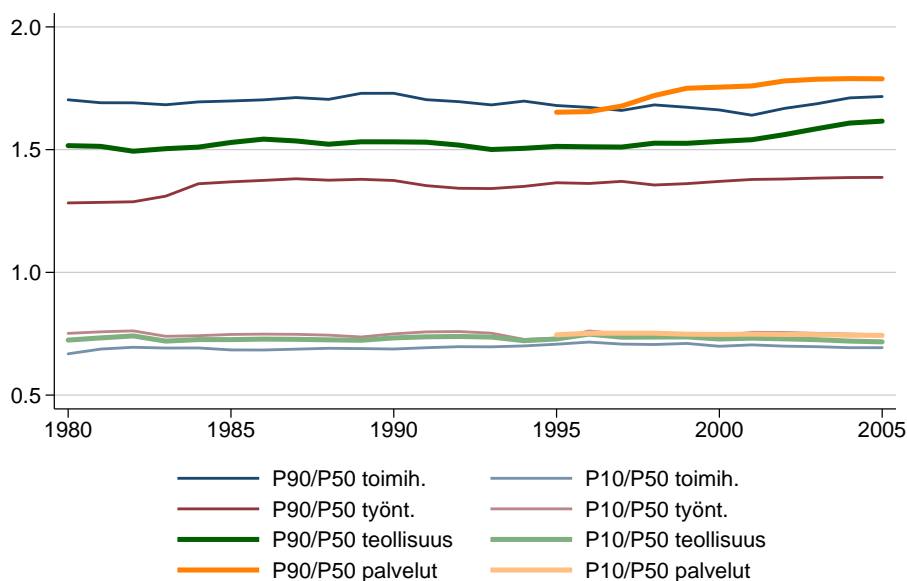 2.0
1.5
1.0
0.5
1980 1985 1990 1995 2000 2005
P90/P50 toimih. P10/P50 toimih.
P90/P50 työnt. P10/P50 työnt.
P90/P50 teollisuus P10/P50 teollisuus
P90/P50 palvelut P10/P50 palvelut